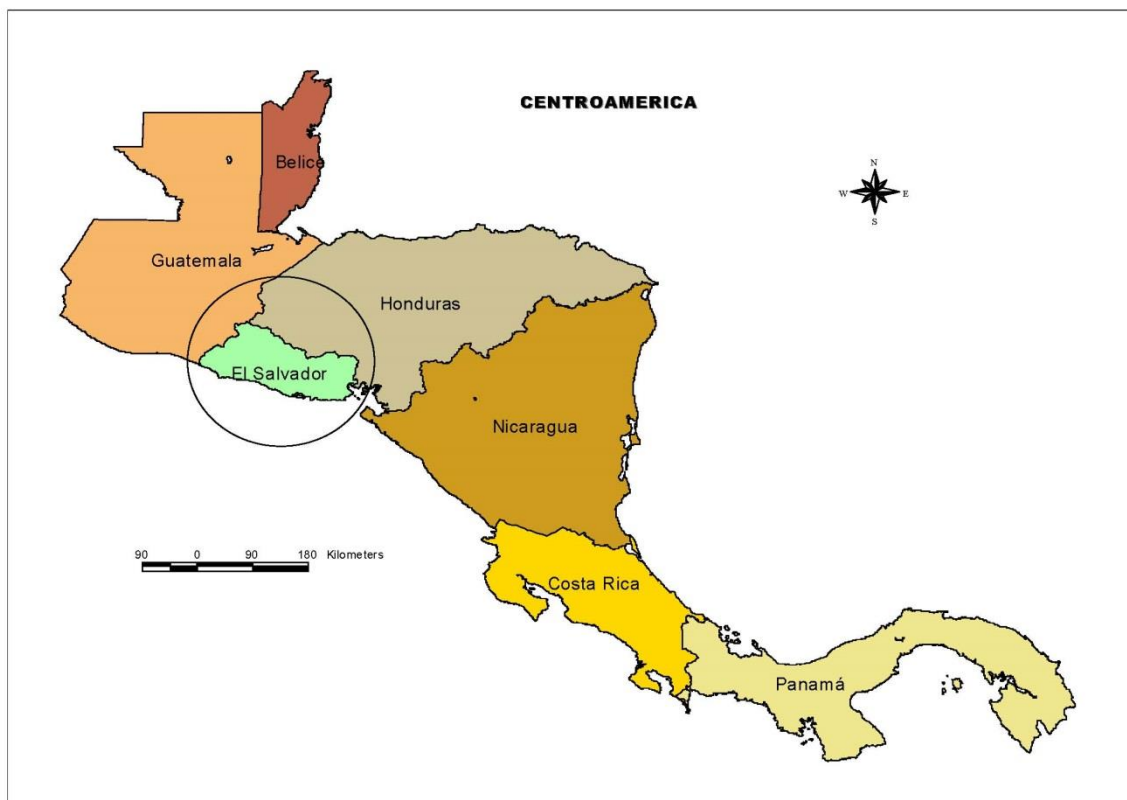 CENTROAMERICA
Belice
N
W E
S
Guatemala
Honduras
El Salvador
Nicaragua
90 0 90 180 Kilometers
Costa Rica
Panamá